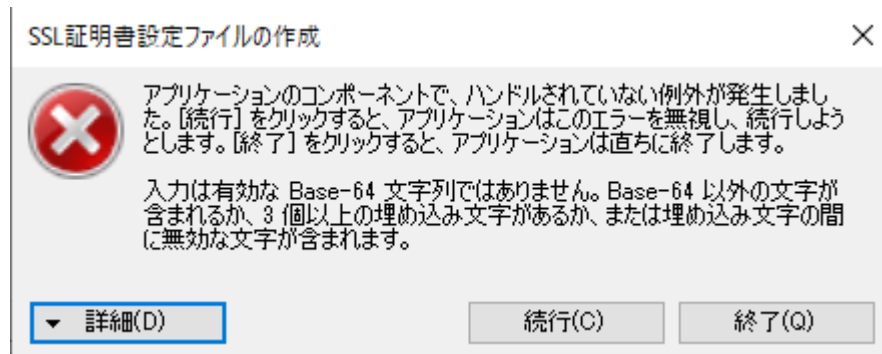 SSL証明書設定ファイルの作成
アプリケーションのコンポーネントで、ハンドルされていない例外が発生しまし
た。[続行] をクリックすると、アプリケーションはこのエラーを無視し、続行しよう
とします。[終了] をクリックすると、アプリケーションは直ちに終了します。
入力は有効な Base-64 文字列ではありません。Base-64 以外の文字が
含まれるか、3 個以上の埋め込み文字があるか、または埋め込み文字の間
に無効な文字が含まれます。
詳細(D)
続行(C)
終了(Q)